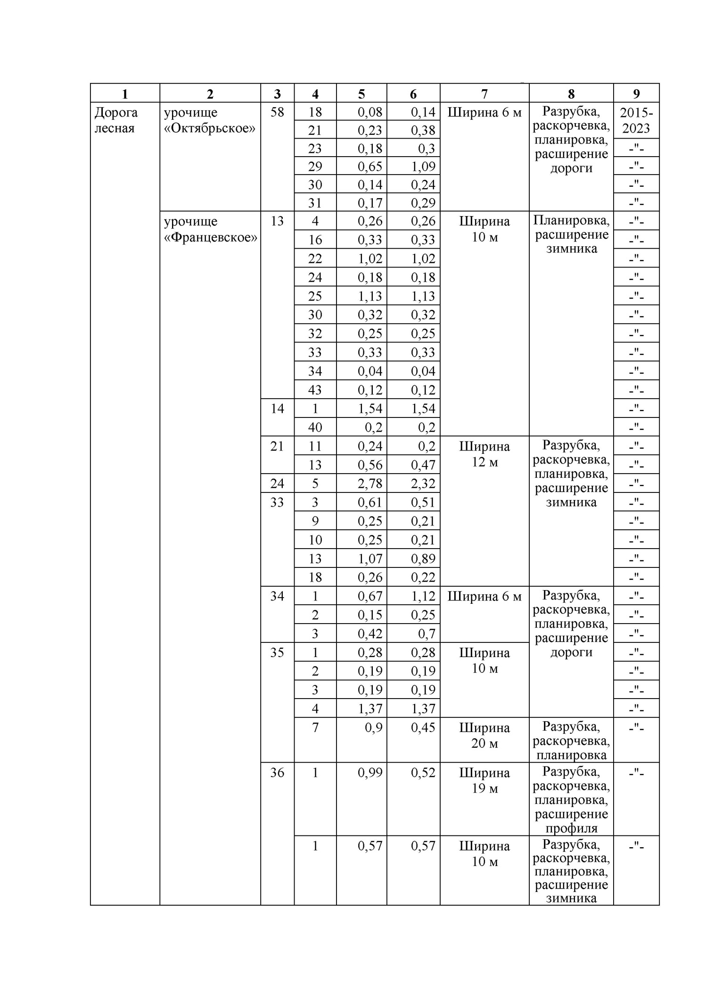 1 2 3 4 5 6 7 8 9
Дорога лесная урочище «Октябрьское» 58 18 0,08 0,14 Ширина 6 м Разрубка, раскорчевка, планировка, расширение дороги 2015-2023
21 0,23 0,38
23 0,18 0,3 -"-
29 0,65 1,09 -"-
30 0,14 0,24 -"-
31 0,17 0,29 -"-
урочище «Францевское» 13 4 0,26 0,26 Ширина 10 м Планировка, расширение зимника -"-
16 0,33 0,33 -"-
22 1,02 1,02 -"-
24 0,18 0,18 -"-
25 1,13 1,13 -"-
30 0,32 0,32 -"-
32 0,25 0,25 -"-
33 0,33 0,33 -"-
34 0,04 0,04 -"-
43 0,12 0,12 -"-
14 1 1,54 1,54 -"-
40 0,2 0,2 -"-
21 11 0,24 0,2 Ширина 12 м Разрубка, раскорчевка, планировка, расширение зимника -"-
13 0,56 0,47 -"-
24 5 2,78 2,32 -"-
33 3 0,61 0,51 -"-
9 0,25 0,21 -"-
10 0,25 0,21 -"-
13 1,07 0,89 -"-
18 0,26 0,22 -"-
34 1 0,67 1,12 Ширина 6 м Разрубка, раскорчевка, планировка, расширение дороги -"-
2 0,15 0,25 -"-
3 0,42 0,7 -"-
35 1 0,28 0,28 Ширина 10 м -"-
2 0,19 0,19 -"-
3 0,19 0,19 -"-
4 1,37 1,37 -"-
7 0,9 0,45 Ширина 20 м Разрубка, раскорчевка, планировка -"-
36 1 0,99 0,52 Ширина 19 м Разрубка, раскорчевка, планировка, расширение профиля -"-
1 0,57 0,57 Ширина 10 м Разрубка, раскорчевка, планировка, расширение зимника -"-